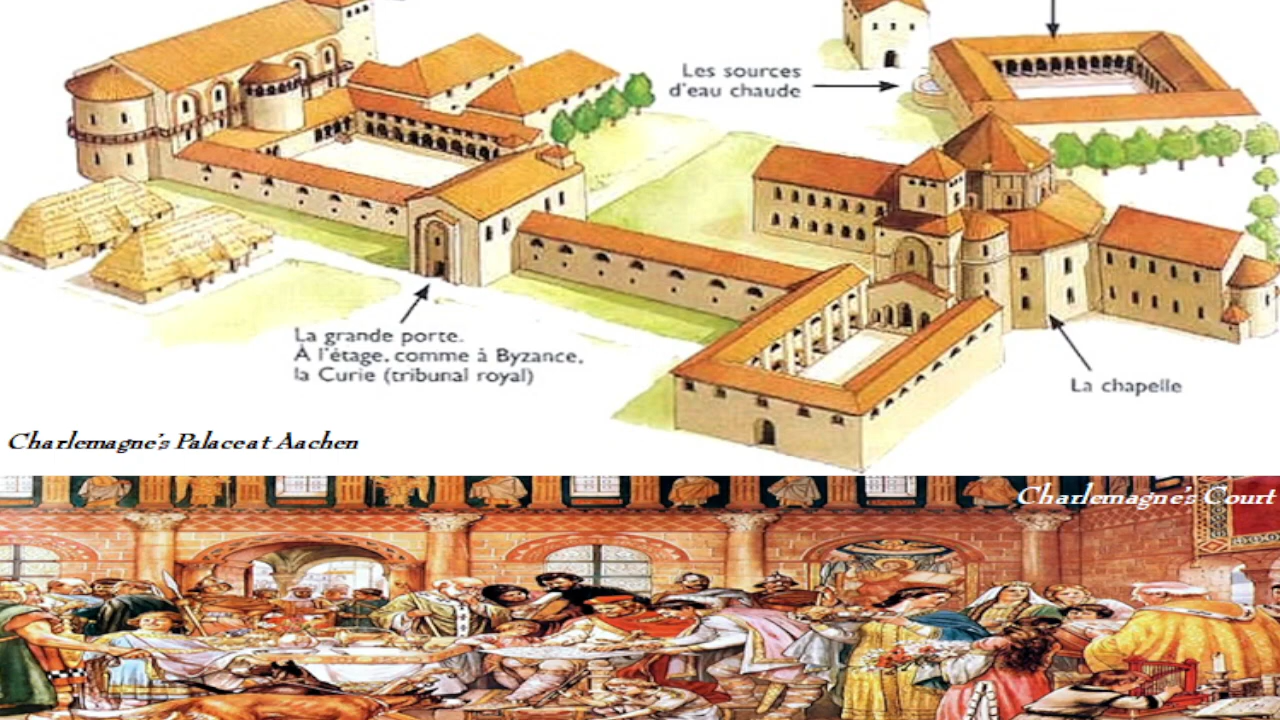 Les sources
d'eau chaude
La grande porte.
À l'étage, comme à Byzance,
la Curie (tribunal royal)
La chapelle
Charlemagne's Palace at Aachen
Charlemagne's Court